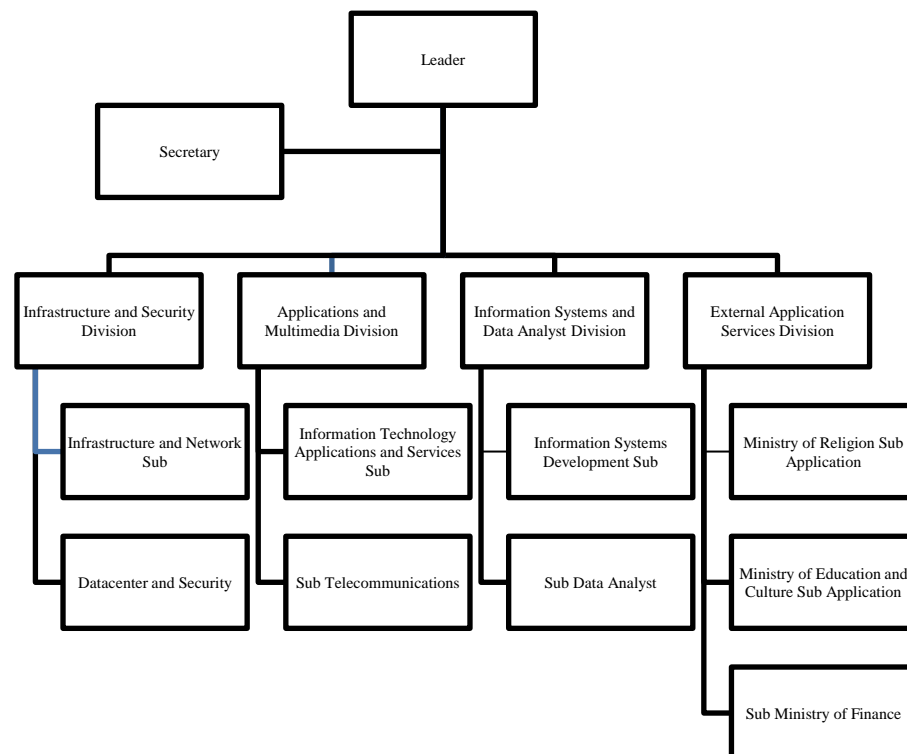 Leader
Secretary
Infrastructure and Security
Division
Applications and
Multimedia Division
Information Systems and
Data Analyst Division
External Application
Services Division
Infrastructure and Network
Sub
Information Technology
Applications and Services
Sub
Information Systems
Development Sub
Ministry of Religion Sub
Application
Datacenter and Security
Sub Telecommunications
Sub Data Analyst
Ministry of Education and
Culture Sub Application
Sub Ministry of Finance